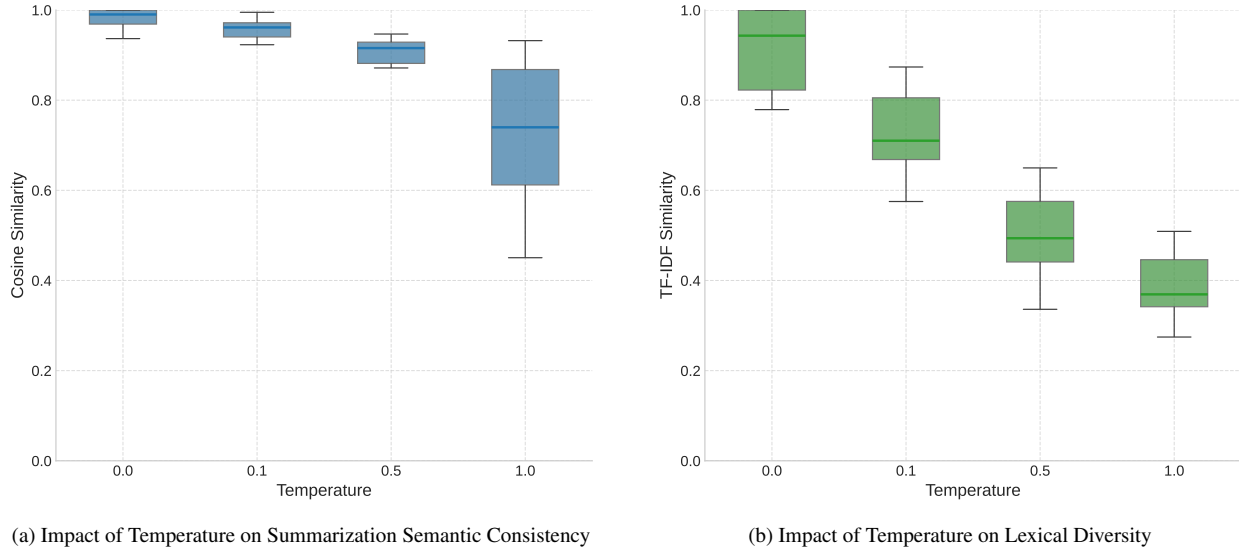 1.0
0.8
0.6
0.4
0.2
0.0
Cosine Similarity
0.0 0.1 0.5 1.0
Temperature
(a) Impact of Temperature on Summarization Semantic Consistency
1.0
0.8
0.6
0.4
0.2
0.0
TF-IDF Similarity
0.0 0.1 0.5 1.0
Temperature
(b) Impact of Temperature on Lexical Diversity